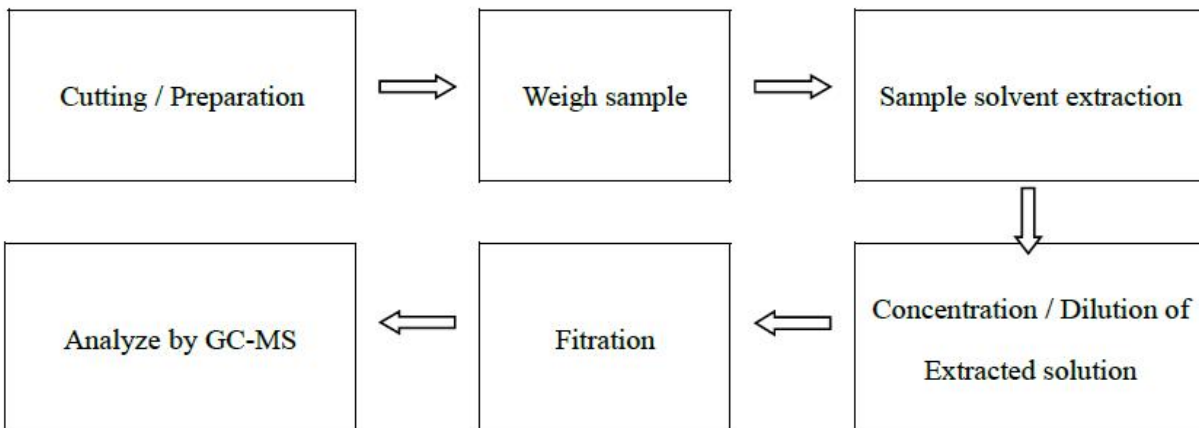 Cutting / Preparation
Weigh sample
Sample solvent extraction
Concentration / Dilution of
Extracted solution
Fitration
Analyze by GC-MS